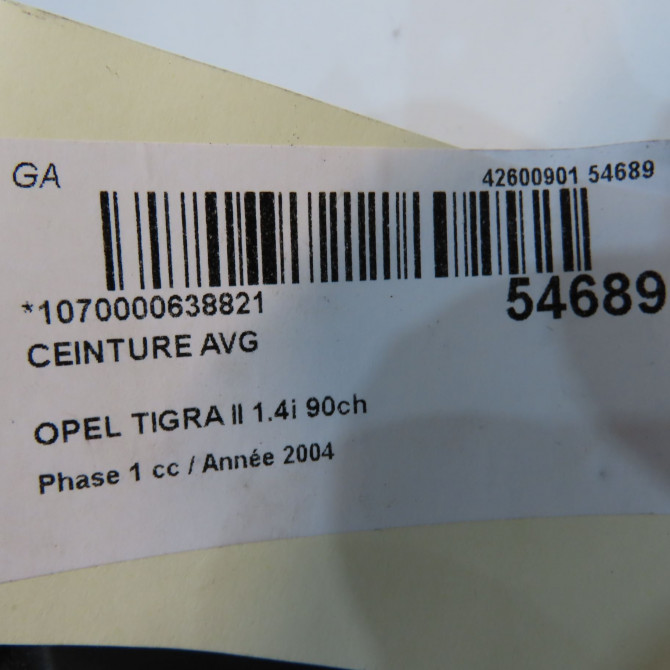 GA
42600901 54689
*1070000638821
54689
CEINTURE AVG
OPEL TIGRA II 1.4i 90ch
Phase 1 cc / Année 2004